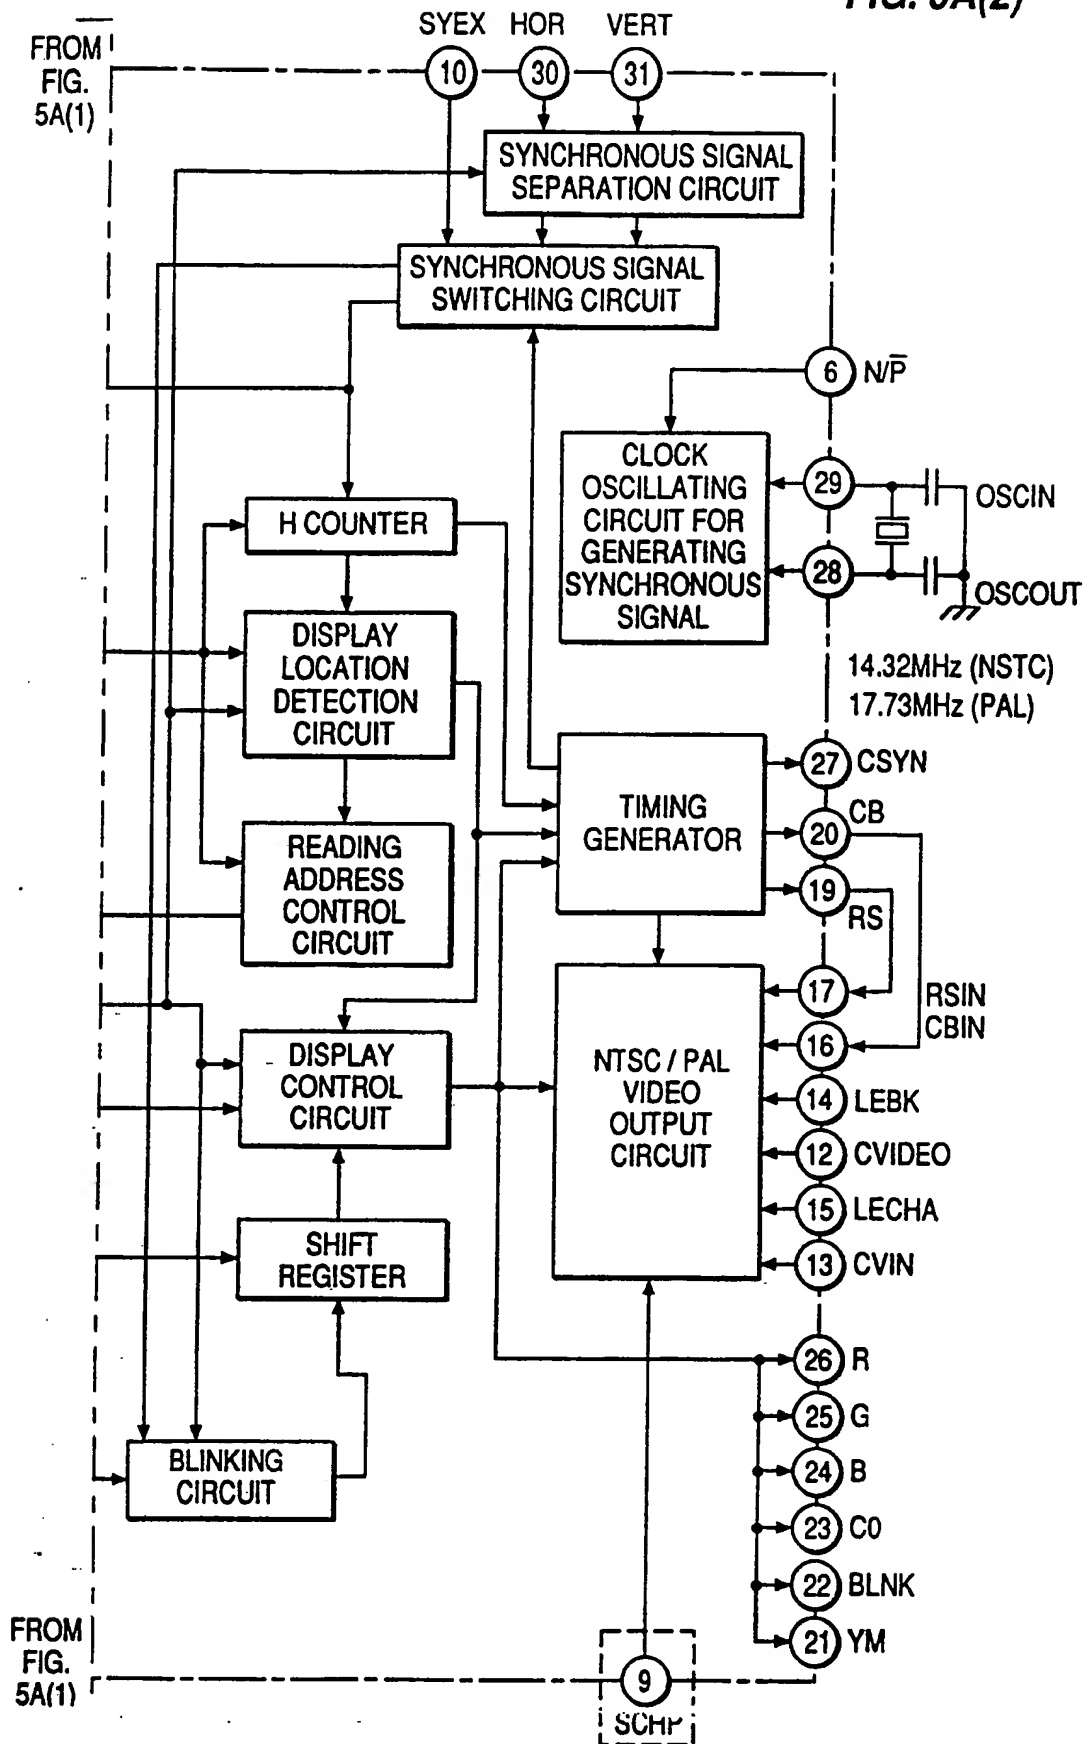 FIG. 5A(2)
FROM
FIG.
5A(1)
SYEX HOR VERT
10 30 31
SYNCHRONOUS SIGNAL
SEPARATION CIRCUIT
SYNCHRONOUS SIGNAL
SWITCHING CIRCUIT
6 N/P̅
CLOCK
OSCILLATING
CIRCUIT FOR
GENERATING
SYNCHRONOUS
SIGNAL
29 OSCIN
28 OSCOUT
14.32MHz (NSTC)
17.73MHz (PAL)
H COUNTER
DISPLAY
LOCATION
DETECTION
CIRCUIT
READING
ADDRESS
CONTROL
CIRCUIT
TIMING
GENERATOR
27 CSYN
20 CB
19 RS
DISPLAY
CONTROL
CIRCUIT
NTSC / PAL
VIDEO
OUTPUT
CIRCUIT
17 RSIN
16 CBIN
14 LEBK
12 CVIDEO
15 LECHA
13 CVIN
SHIFT
REGISTER
BLINKING
CIRCUIT
26 R
25 G
24 B
23 C0
22 BLNK
21 YM
FROM
FIG.
5A(1)
9
SCHP